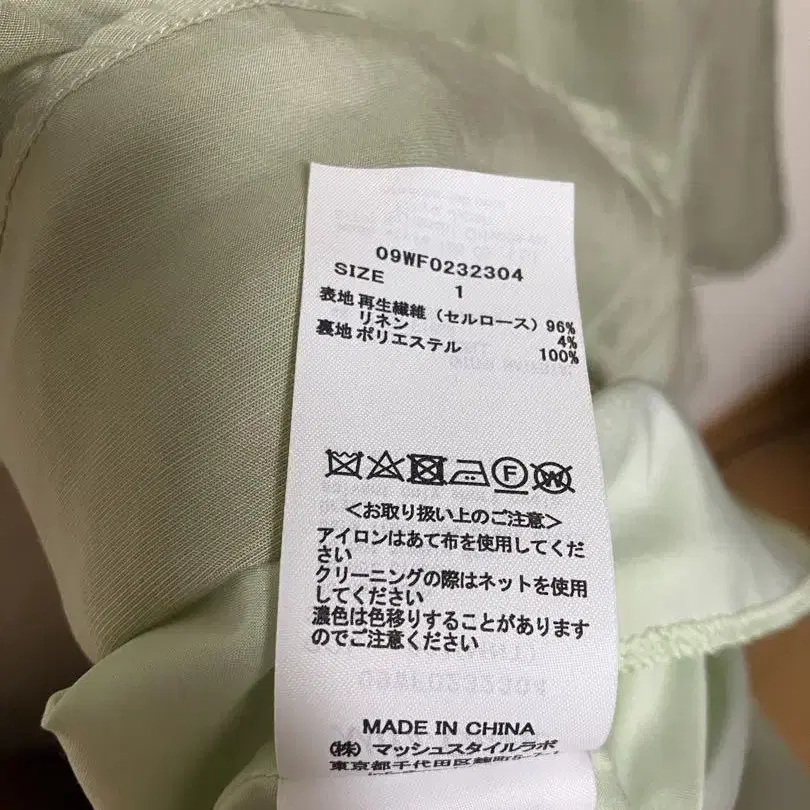 09WF0232304
SIZE 1
表地 再生繊維（セルロース）96%
リネン 4%
裏地 ポリエステル 100%
F W
＜お取り扱い上のご注意＞
アイロンはあて布を使用してくだ
さい
クリーニングの際はネットを使用
してください
濃色は色移りすることがあります
のでご注意ください
MADE IN CHINA
㈱ マッシュスタイルラボ
東京都千代田区麹町5-7-1